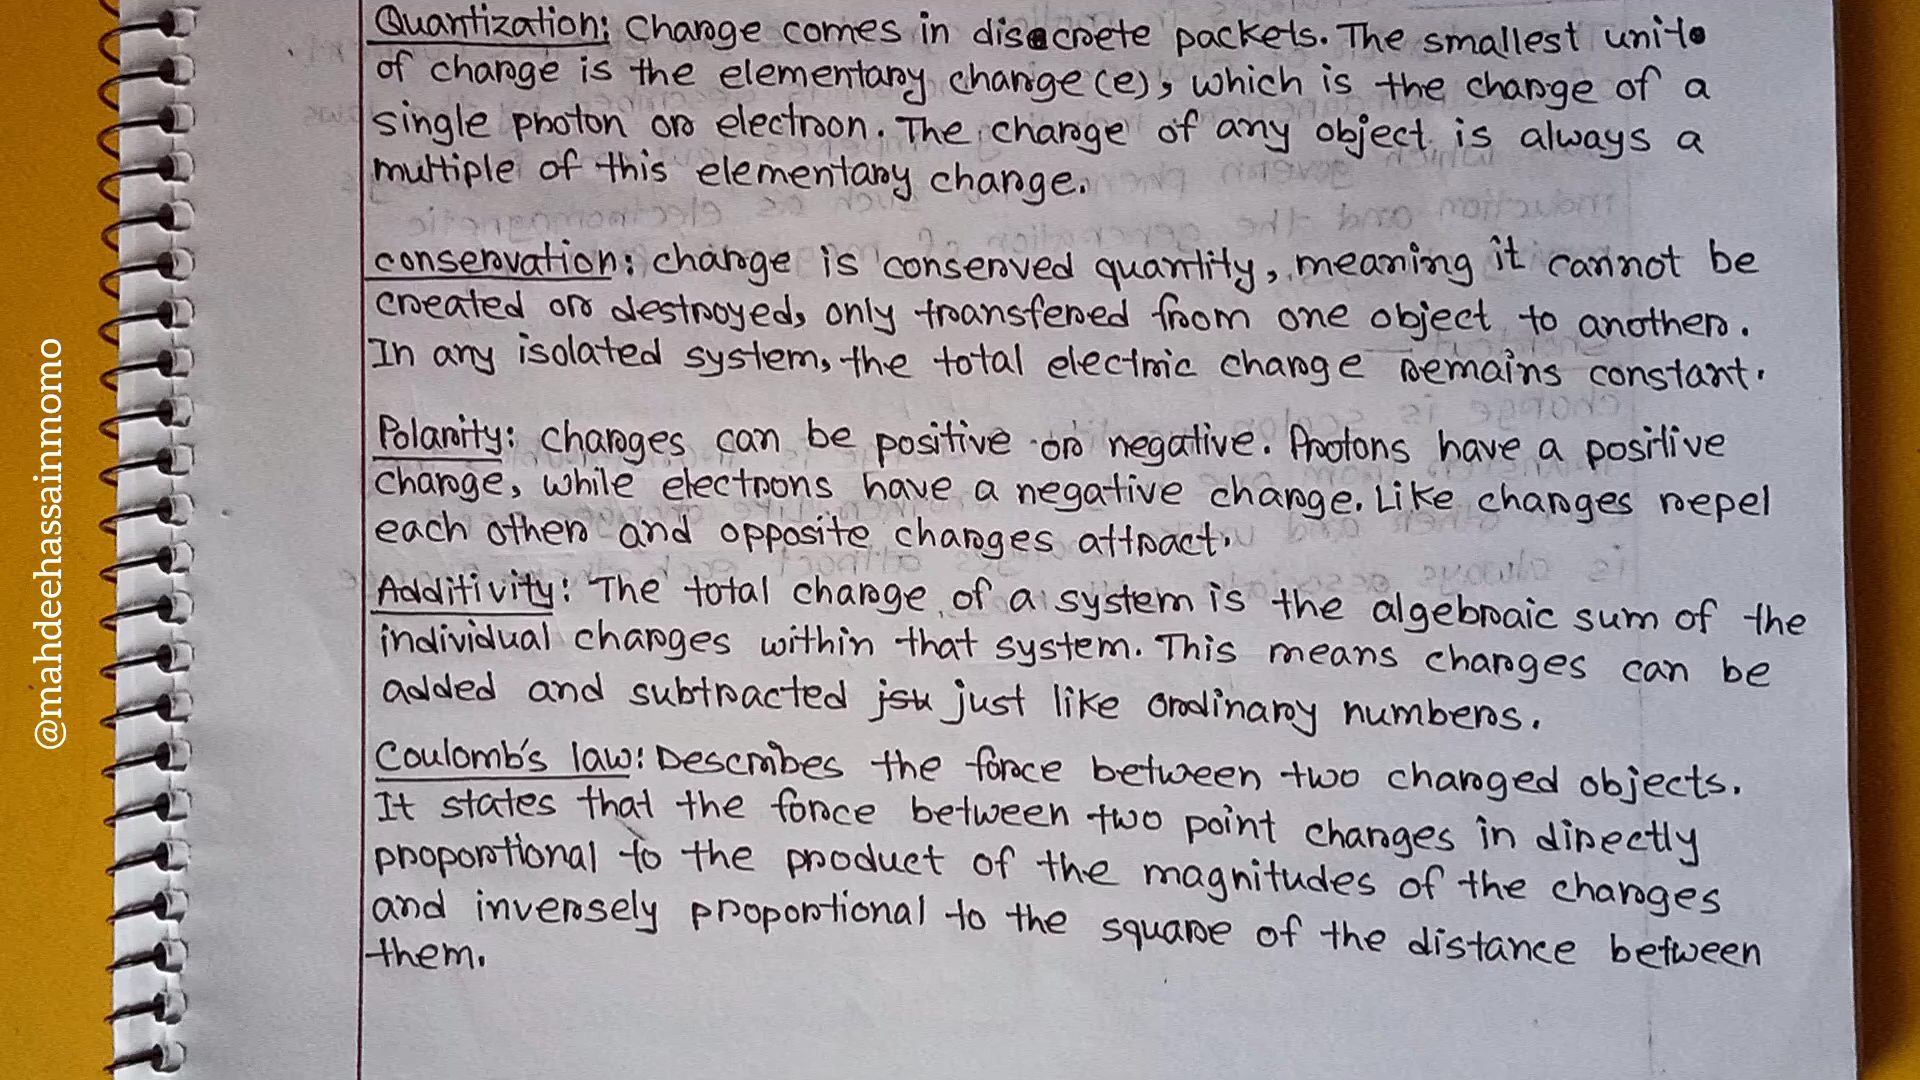 Quantization: Charge comes in discrete packets. The smallest unit
of charge is the elementary charge (e), which is the charge of a
single photon or electron. The charge of any object is always a
multiple of this elementary charge.
conservation: charge is conserved quantity, meaning it cannot be
created or destroyed, only transfered from one object to another.
In any isolated system, the total electric charge remains constant.
Polarity: charges can be positive or negative. Protons have a positive
charge, while electrons have a negative charge. Like charges repel
each other and opposite charges attract.
Additivity: The total charge of a system is the algebraic sum of the
individual charges within that system. This means charges can be
added and subtracted jsu just like ordinary numbers.
Coulomb's law: Describes the force between two charged objects.
It states that the force between two point charges in directly
proportional to the product of the magnitudes of the charges
and inversely proportional to the square of the distance between
them.
@mahdeehassainmomo